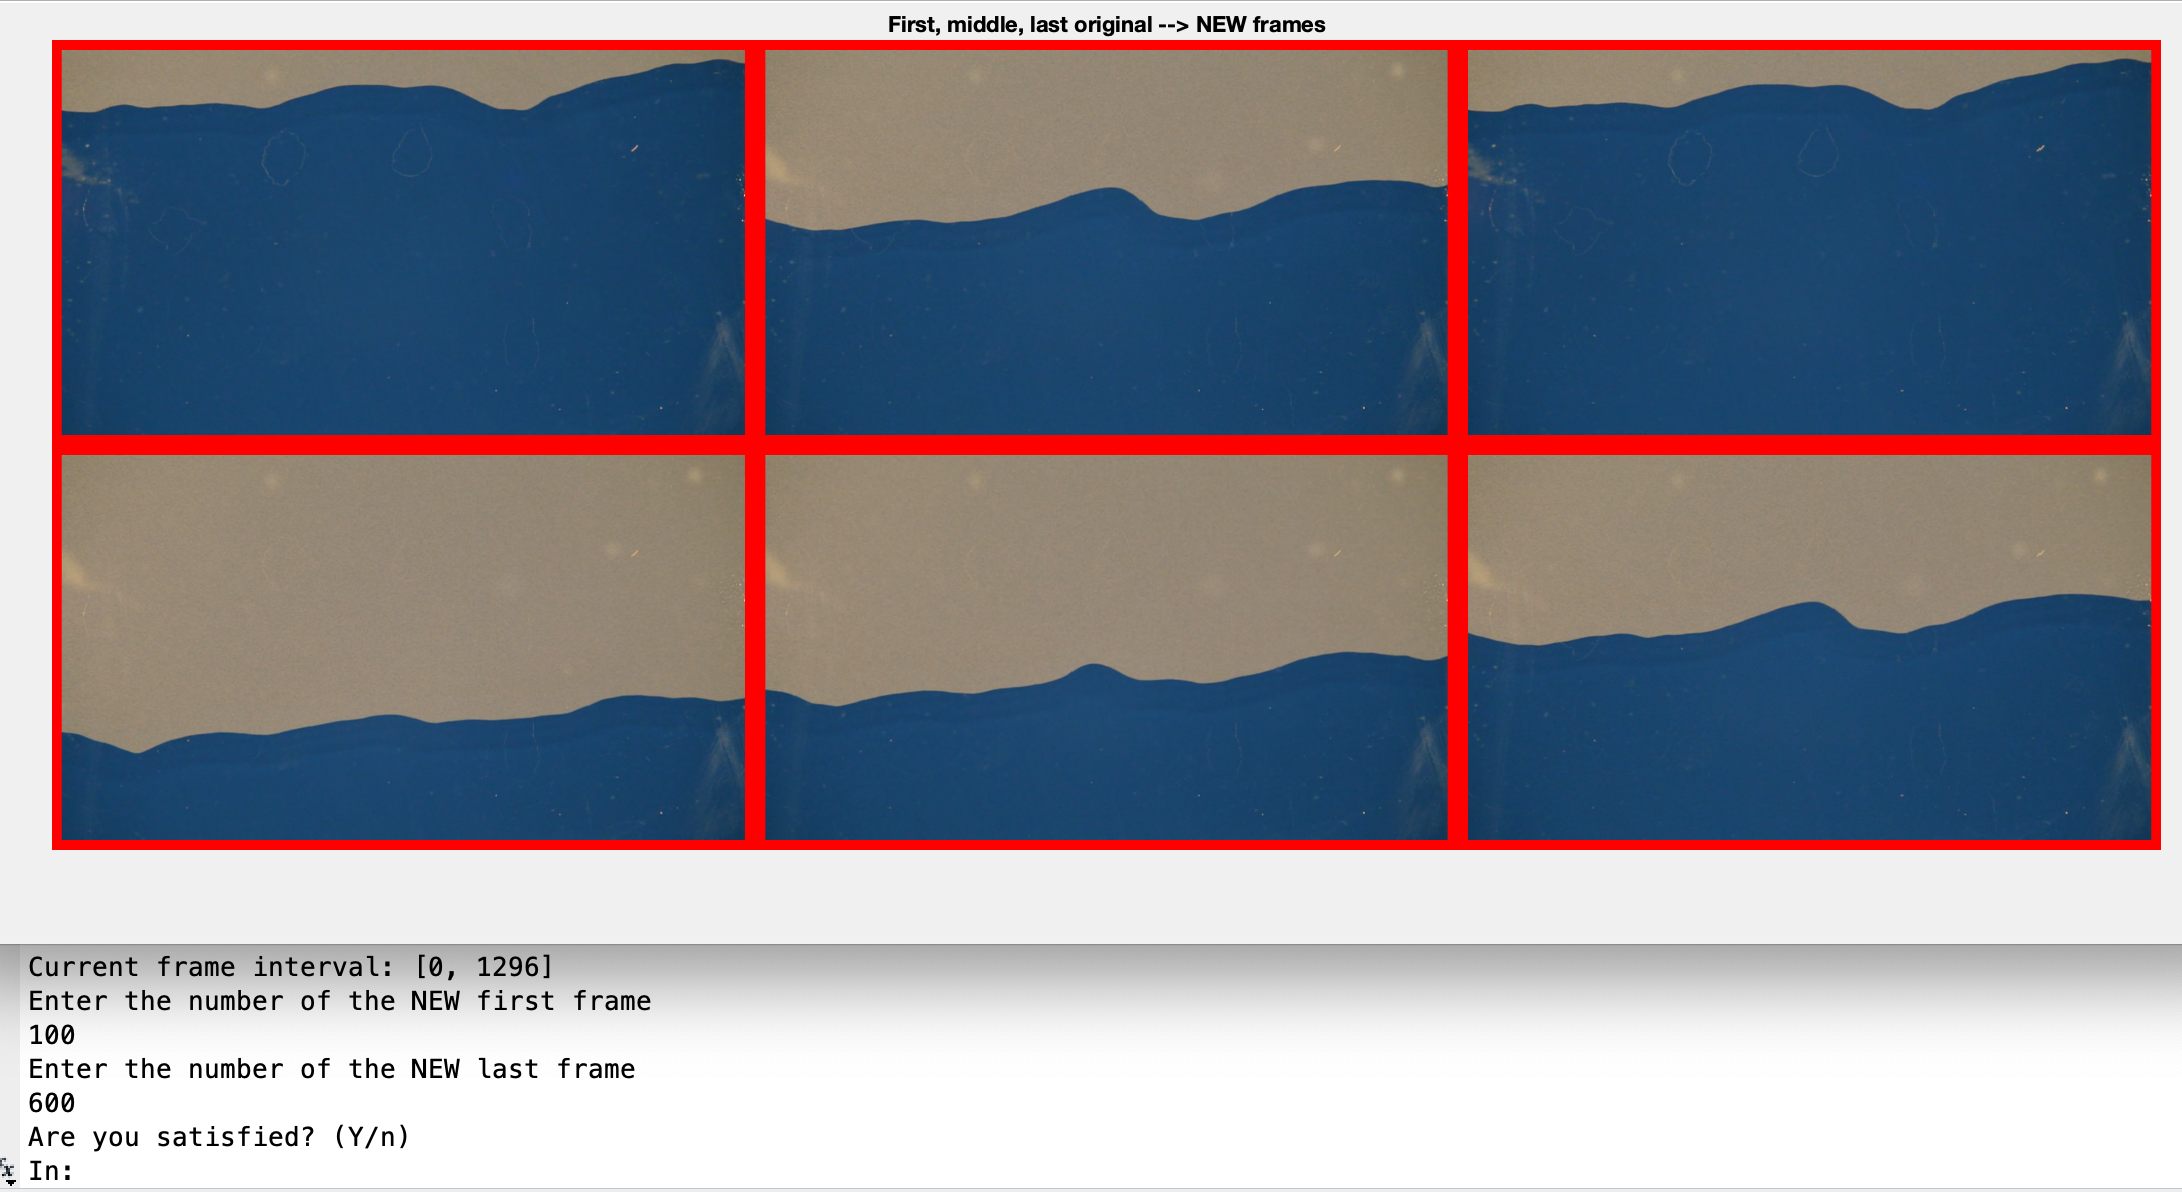 First, middle, last original --> NEW frames
Current frame interval: [0, 1296]
Enter the number of the NEW first frame
100
Enter the number of the NEW last frame
600
Are you satisfied? (Y/n)
In: